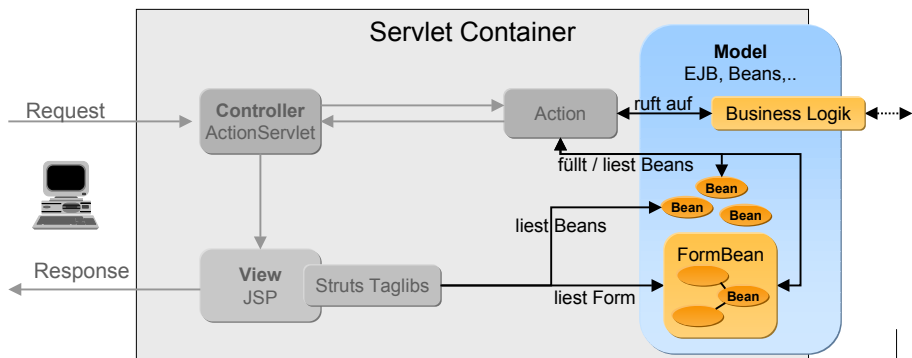 Servlet Container
Model
EJB, Beans,..
Request
Controller
ActionServlet
Action
ruft auf
Business Logik
füllt / liest Beans
Bean
Bean
Bean
liest Beans
Response
View
JSP
Struts Taglibs
liest Form
FormBean
Bean